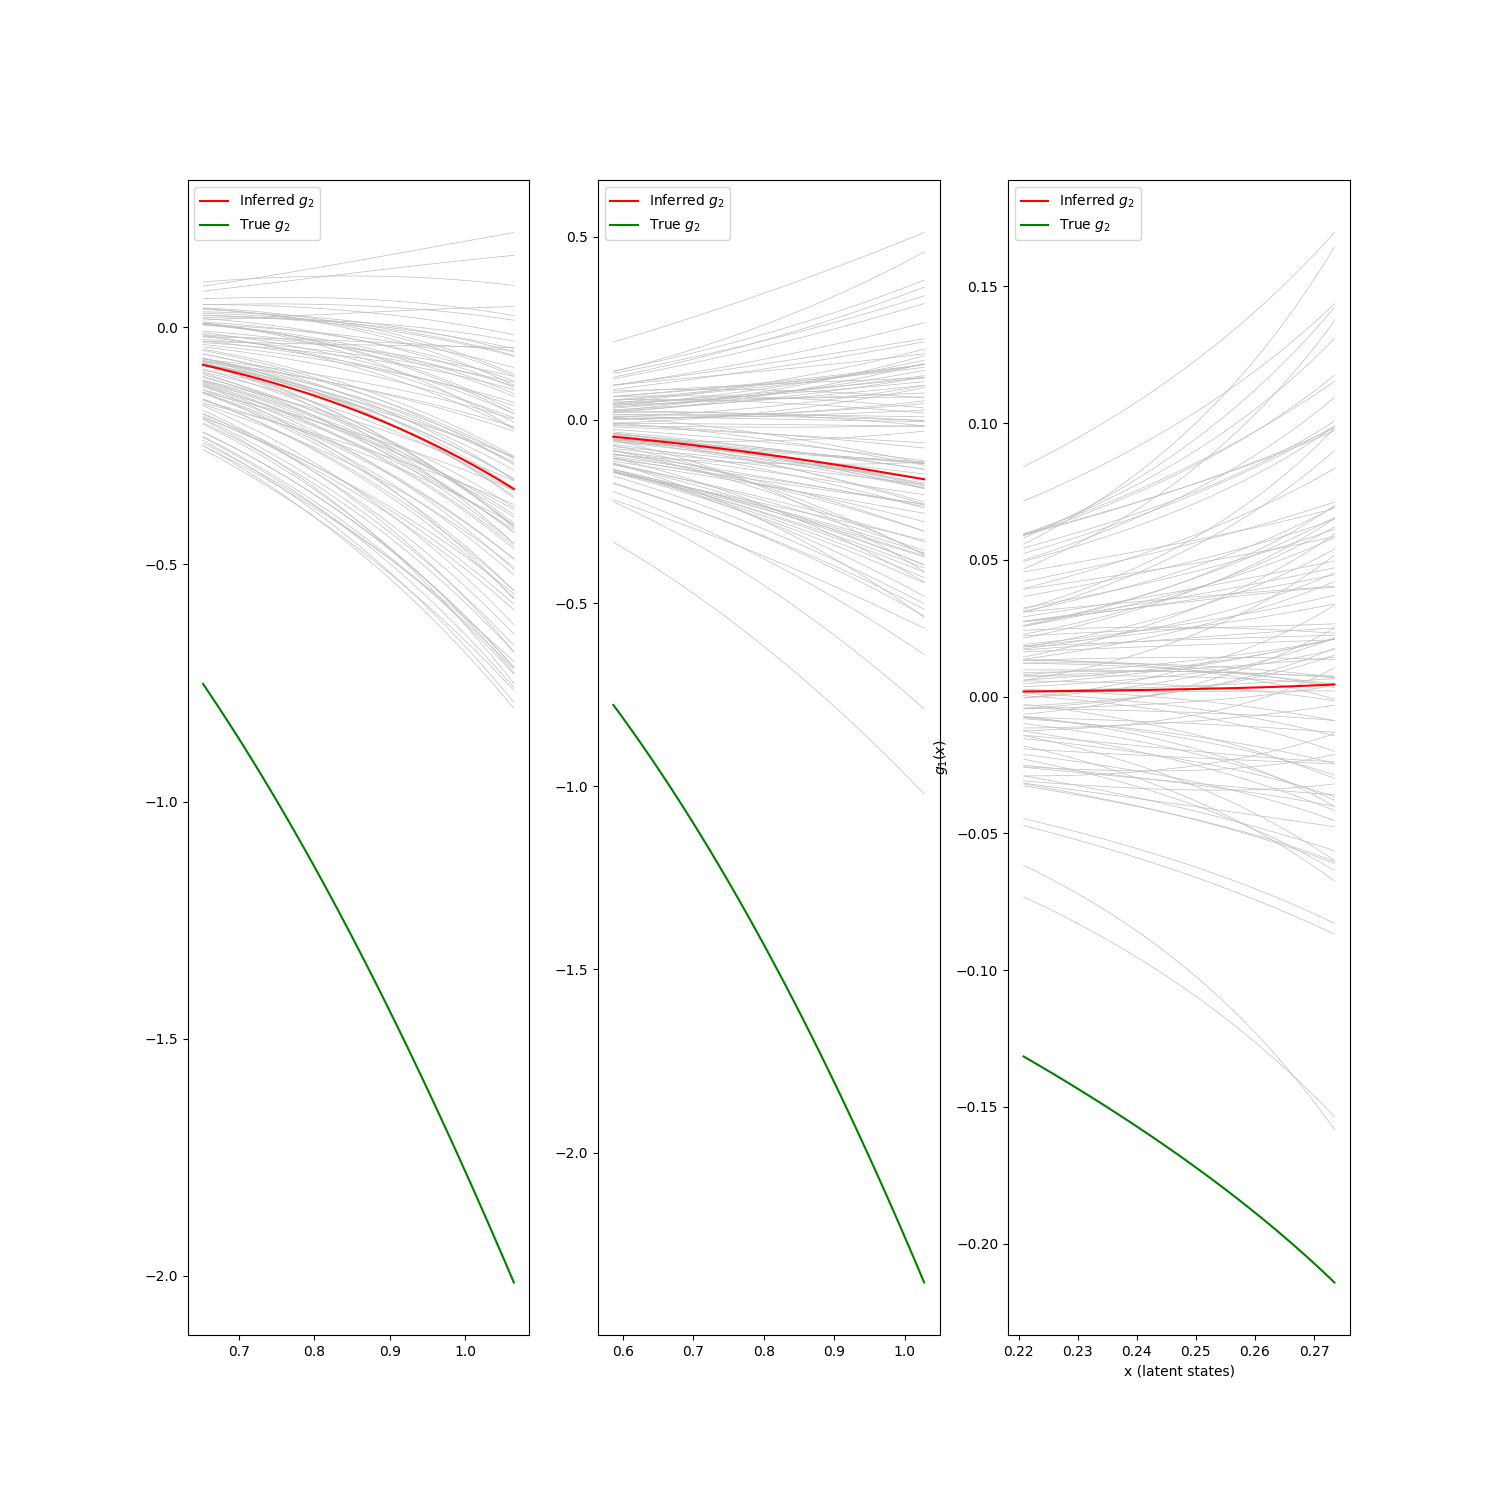 Inferred g₂
True g₂
0.0
−0.5
−1.0
−1.5
−2.0
0.7 0.8 0.9 1.0
Inferred g₂
True g₂
0.5
0.0
−0.5
−1.0
−1.5
−2.0
0.6 0.7 0.8 0.9 1.0
Inferred g₂
True g₂
g₁(x)
0.15
0.10
0.05
0.00
−0.05
−0.10
−0.15
−0.20
0.22 0.23 0.24 0.25 0.26 0.27
x (latent states)